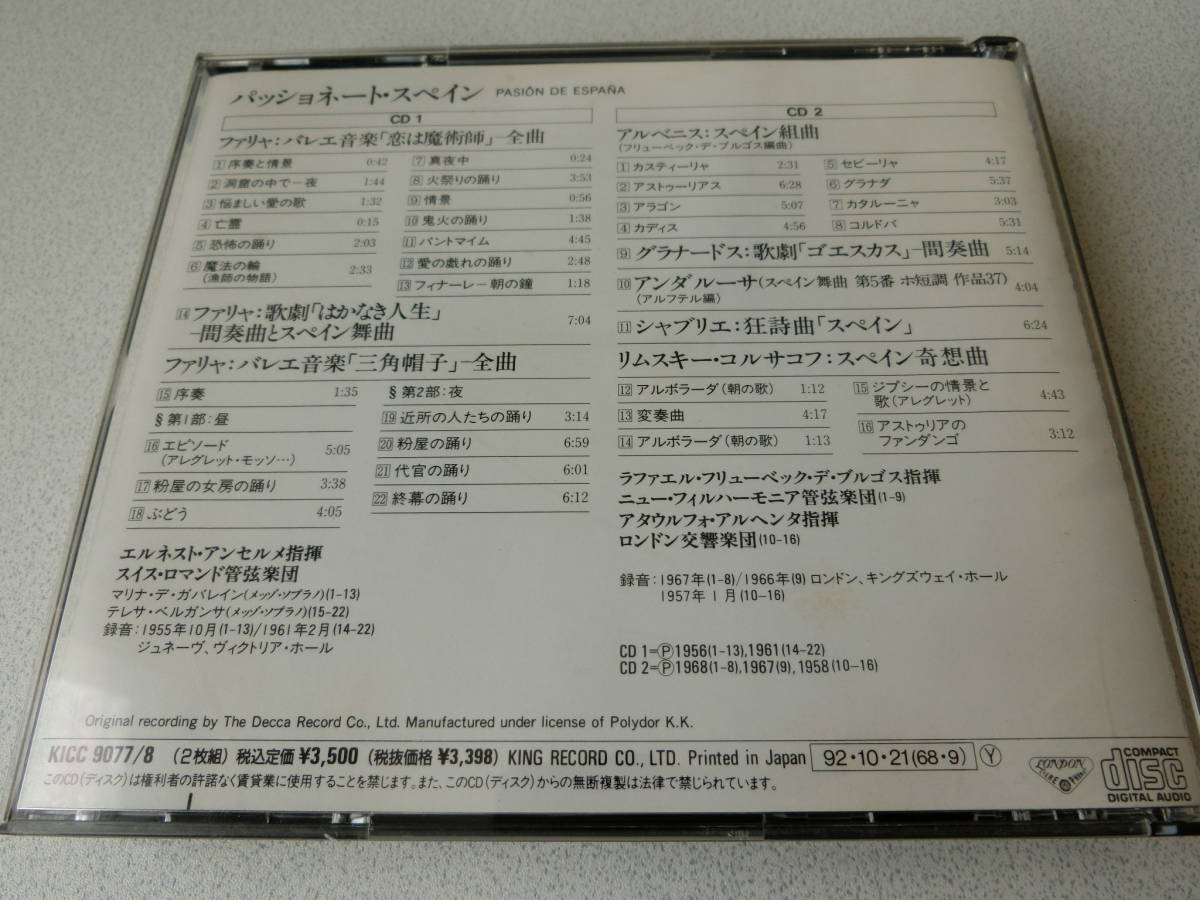 パッショネート・スペイン PASIÓN DE ESPAÑA
CD 1
ファリャ:バレエ音楽「恋は魔術師」–全曲
1 序奏と情景 0:42
2 洞窟の中で–夜 1:44
3 悩ましい愛の歌 1:32
4 亡霊 0:15
5 恐怖の踊り 2:03
6 魔法の輪 2:33
(漁師の物語)
7 真夜中 0:24
8 火祭りの踊り 3:53
9 情景 0:56
10 鬼火の踊り 1:38
11 パントマイム 4:45
12 愛の戯れの踊り 2:48
13 フィナーレ–朝の鐘 1:18
14 ファリャ:歌劇「はかなき人生」
–間奏曲とスペイン舞曲 7:04
ファリャ:バレエ音楽「三角帽子」–全曲
15 序奏 1:35
§ 第1部:昼
16 エピソード 5:05
(アレグレット・モッソ…)
17 粉屋の女房の踊り 3:38
18 ぶどう 4:05
§ 第2部:夜
19 近所の人たちの踊り 3:14
20 粉屋の踊り 6:59
21 代官の踊り 6:01
22 終幕の踊り 6:12
エルネスト・アンセルメ指揮
スイス・ロマンド管弦楽団
マリナ・デ・ガバレイン(メッゾ・ソプラノ)(1-13)
テレサ・ベルガンサ(メッゾ・ソプラノ)(15-22)
録音:1955年10月(1-13)/1961年2月(14-22)
ジュネーヴ、ヴィクトリア・ホール
CD 2
アルベニス:スペイン組曲
(フリューベック・デ・ブルゴス編曲)
1 カスティーリャ 2:31
2 アストゥーリアス 6:28
3 アラゴン 5:07
4 カディス 4:56
5 セビーリャ 4:17
6 グラナダ 5:37
7 カタルーニャ 3:03
8 コルドバ 5:31
9 グラナードス:歌劇「ゴエスカス」–間奏曲 5:14
10 アンダルーサ(スペイン舞曲 第5番 ホ短調 作品37) 4:04
(アルフテル編)
11 シャブリエ:狂詩曲「スペイン」 6:24
リムスキー・コルサコフ:スペイン奇想曲
12 アルボラーダ(朝の歌) 1:12
13 変奏曲 4:17
14 アルボラーダ(朝の歌) 1:13
15 ジプシーの情景と
歌(アレグレット) 4:43
16 アストゥリアの
ファンダンゴ 3:12
ラファエル・フリューベック・デ・ブルゴス指揮
ニュー・フィルハーモニア管弦楽団(1-9)
アタウルフォ・アルヘンタ指揮
ロンドン交響楽団(10-16)
録音:1967年(1-8)/1966年(9) ロンドン、キングズウェイ・ホール
1957年1月(10-16)
CD 1=Ⓟ1956(1-13),1961(14-22)
CD 2=Ⓟ1968(1-8),1967(9),1958(10-16)
Original recording by The Decca Record Co., Ltd. Manufactured under license of Polydor K.K.
KICC 9077/8 (2枚組) 税込定価 ¥3,500 (税抜価格 ¥3,398) KING RECORD CO., LTD. Printed in Japan 92・10・21(68・9) Ⓨ
このCD(ディスク)は権利者の許諾なく賃貸業に使用することを禁じます。また、このCD(ディスク)からの無断複製は法律で禁じられています。
LONDON
COMPACT
disc
DIGITAL AUDIO